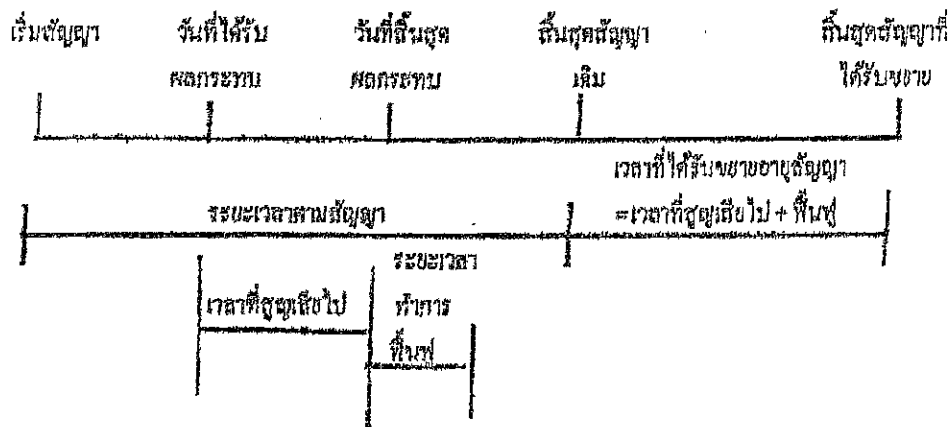 เริ่มสัญญา วันที่ได้รับ วันที่สิ้นสุด สิ้นสุดสัญญา สิ้นสุดสัญญาที่
ผลกระทบ ผลกระทบ เดิม ได้รับขยาย
เวลาที่ได้รับขยายอายุสัญญา
ระยะเวลาตามสัญญา =เวลาที่สูญเสียไป + ฟื้นฟู
ระยะเวลา
เวลาที่สูญเสียไป ทำการ
ฟื้นฟู